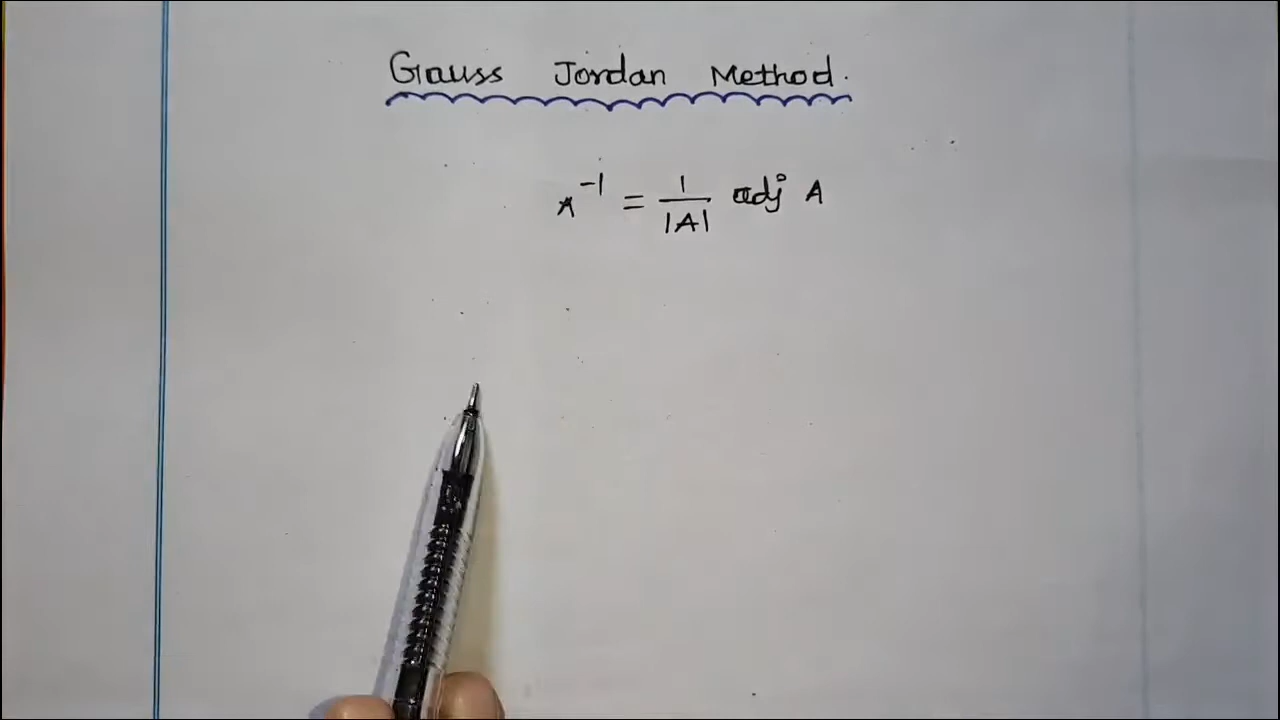 Gauss Jordan Method.
A⁻¹ = 1/|A| adj A